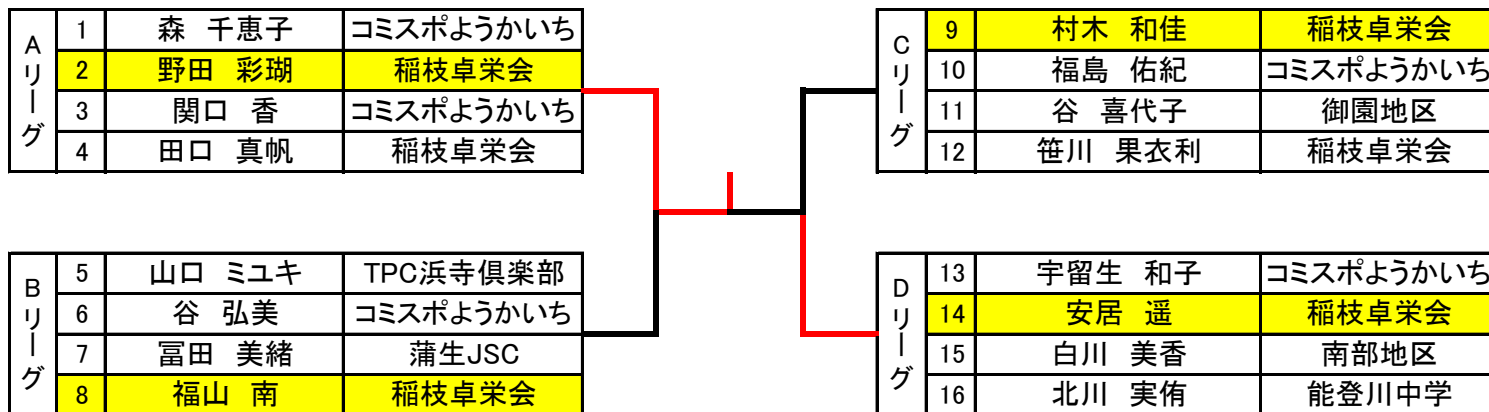 Aリーグ
1 森 千恵子 コミスポようかいち
2 野田 彩瑚 稲枝卓栄会
3 関口 香 コミスポようかいち
4 田口 真帆 稲枝卓栄会
Bリーグ
5 山口 ミユキ TPC浜寺倶楽部
6 谷 弘美 コミスポようかいち
7 冨田 美緒 蒲生JSC
8 福山 南 稲枝卓栄会
Cリーグ
9 村木 和佳 稲枝卓栄会
10 福島 佑紀 コミスポようかいち
11 谷 喜代子 御園地区
12 笹川 果衣利 稲枝卓栄会
Dリーグ
13 宇留生 和子 コミスポようかいち
14 安居 遥 稲枝卓栄会
15 白川 美香 南部地区
16 北川 実侑 能登川中学